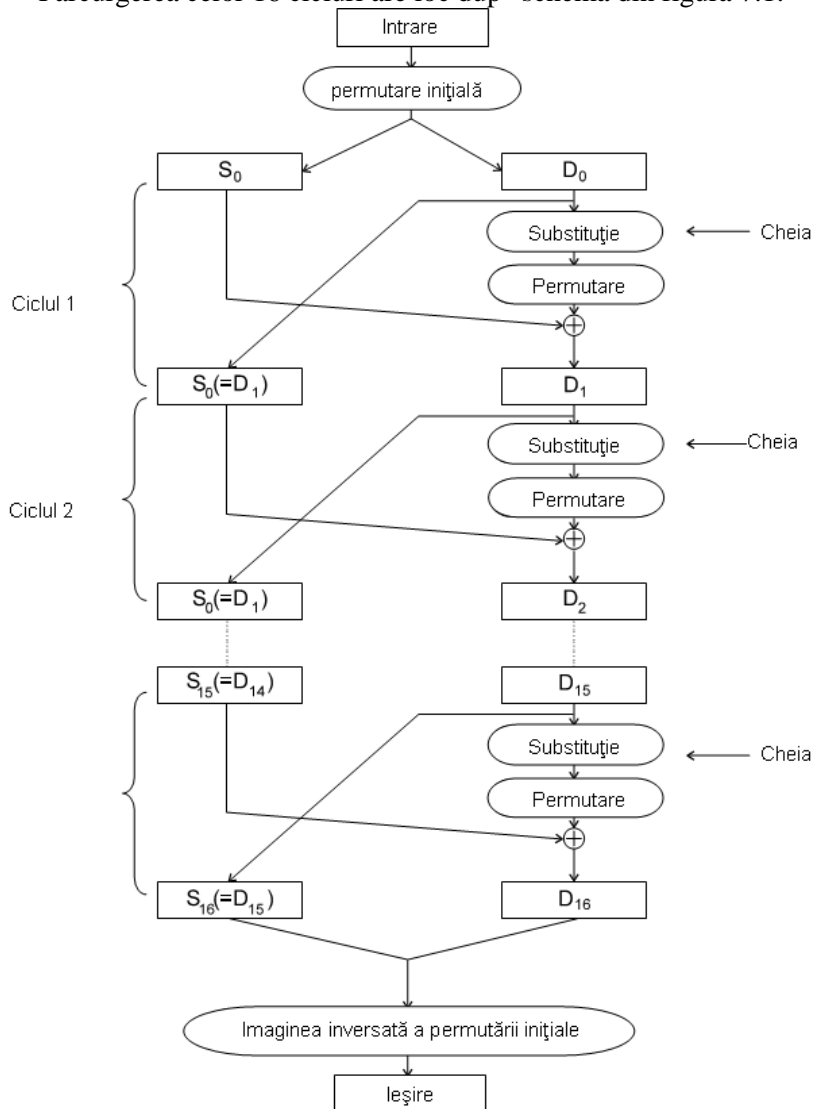 Parcurgerea celor 16 cicluri are loc dup schema din figura 7.1.
Intrare
permutare iniţială
S0 D0
Substituţie Cheia
Permutare
Ciclul 1
S0(=D1) D1
Substituţie Cheia
Permutare
Ciclul 2
S0(=D1) D2
S15(=D14) D15
Substituţie Cheia
Permutare
S16(=D15) D16
Imaginea inversată a permutării iniţiale
Ieşire